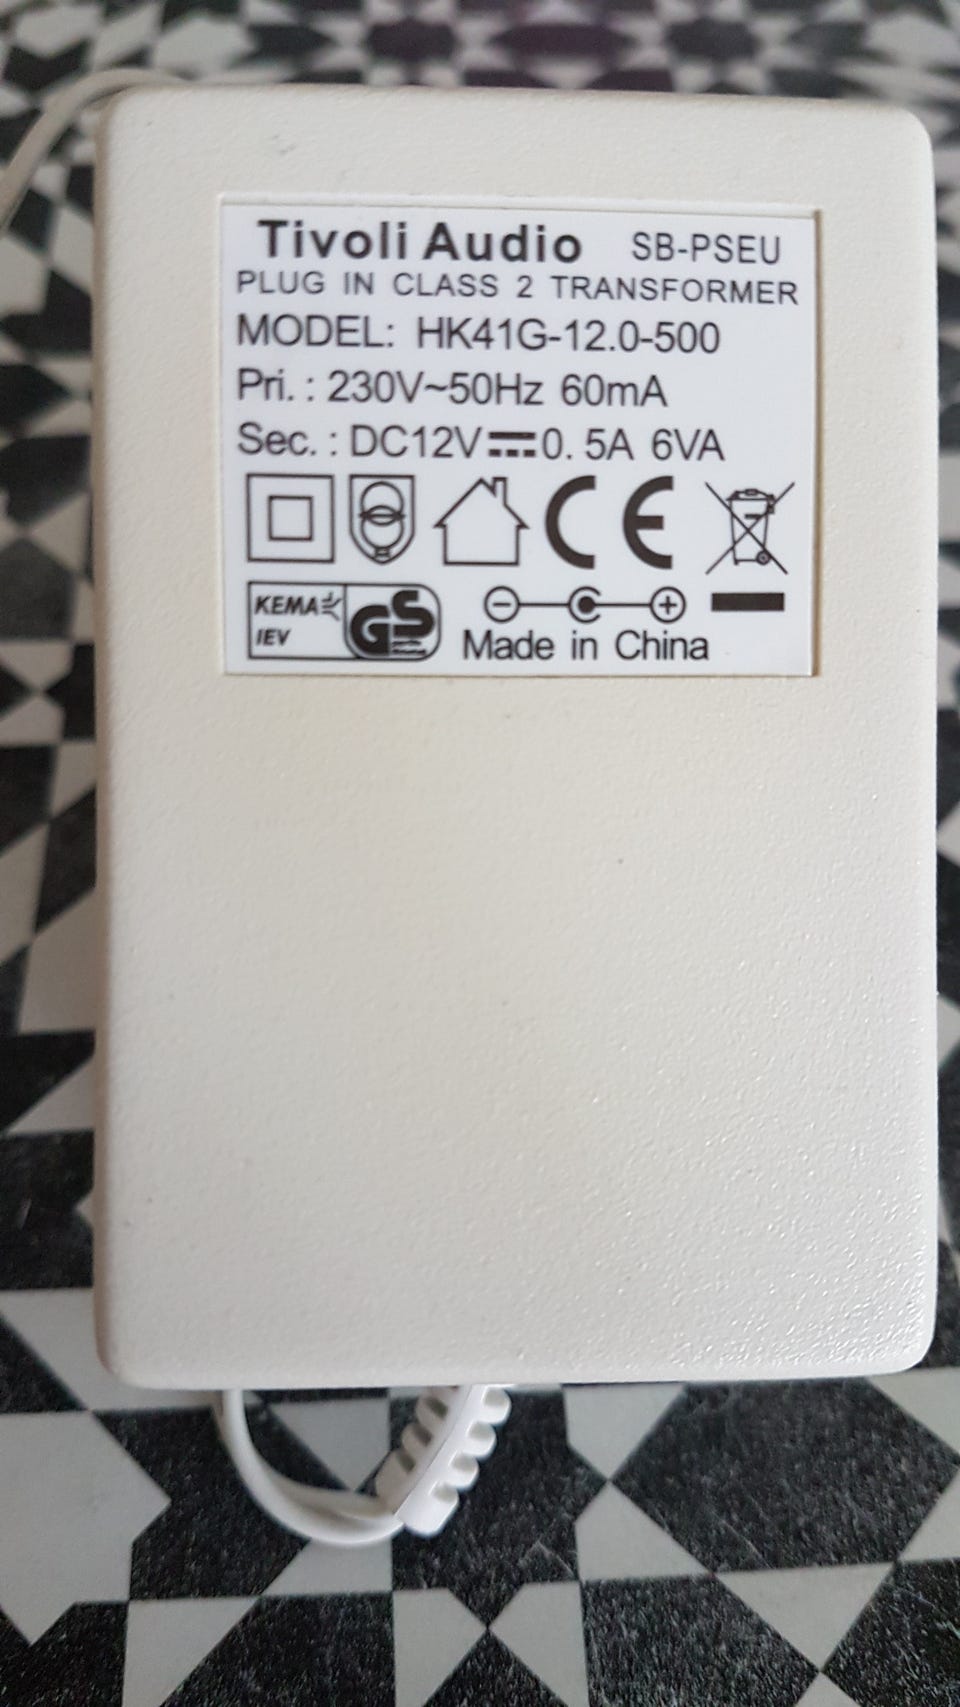 Tivoli Audio SB-PSEU
PLUG IN CLASS 2 TRANSFORMER
MODEL: HK41G-12.0-500
Pri. : 230V~50Hz 60mA
Sec. : DC12V⎓0. 5A 6VA
CE
KEMA
IEV
GS
Made in China